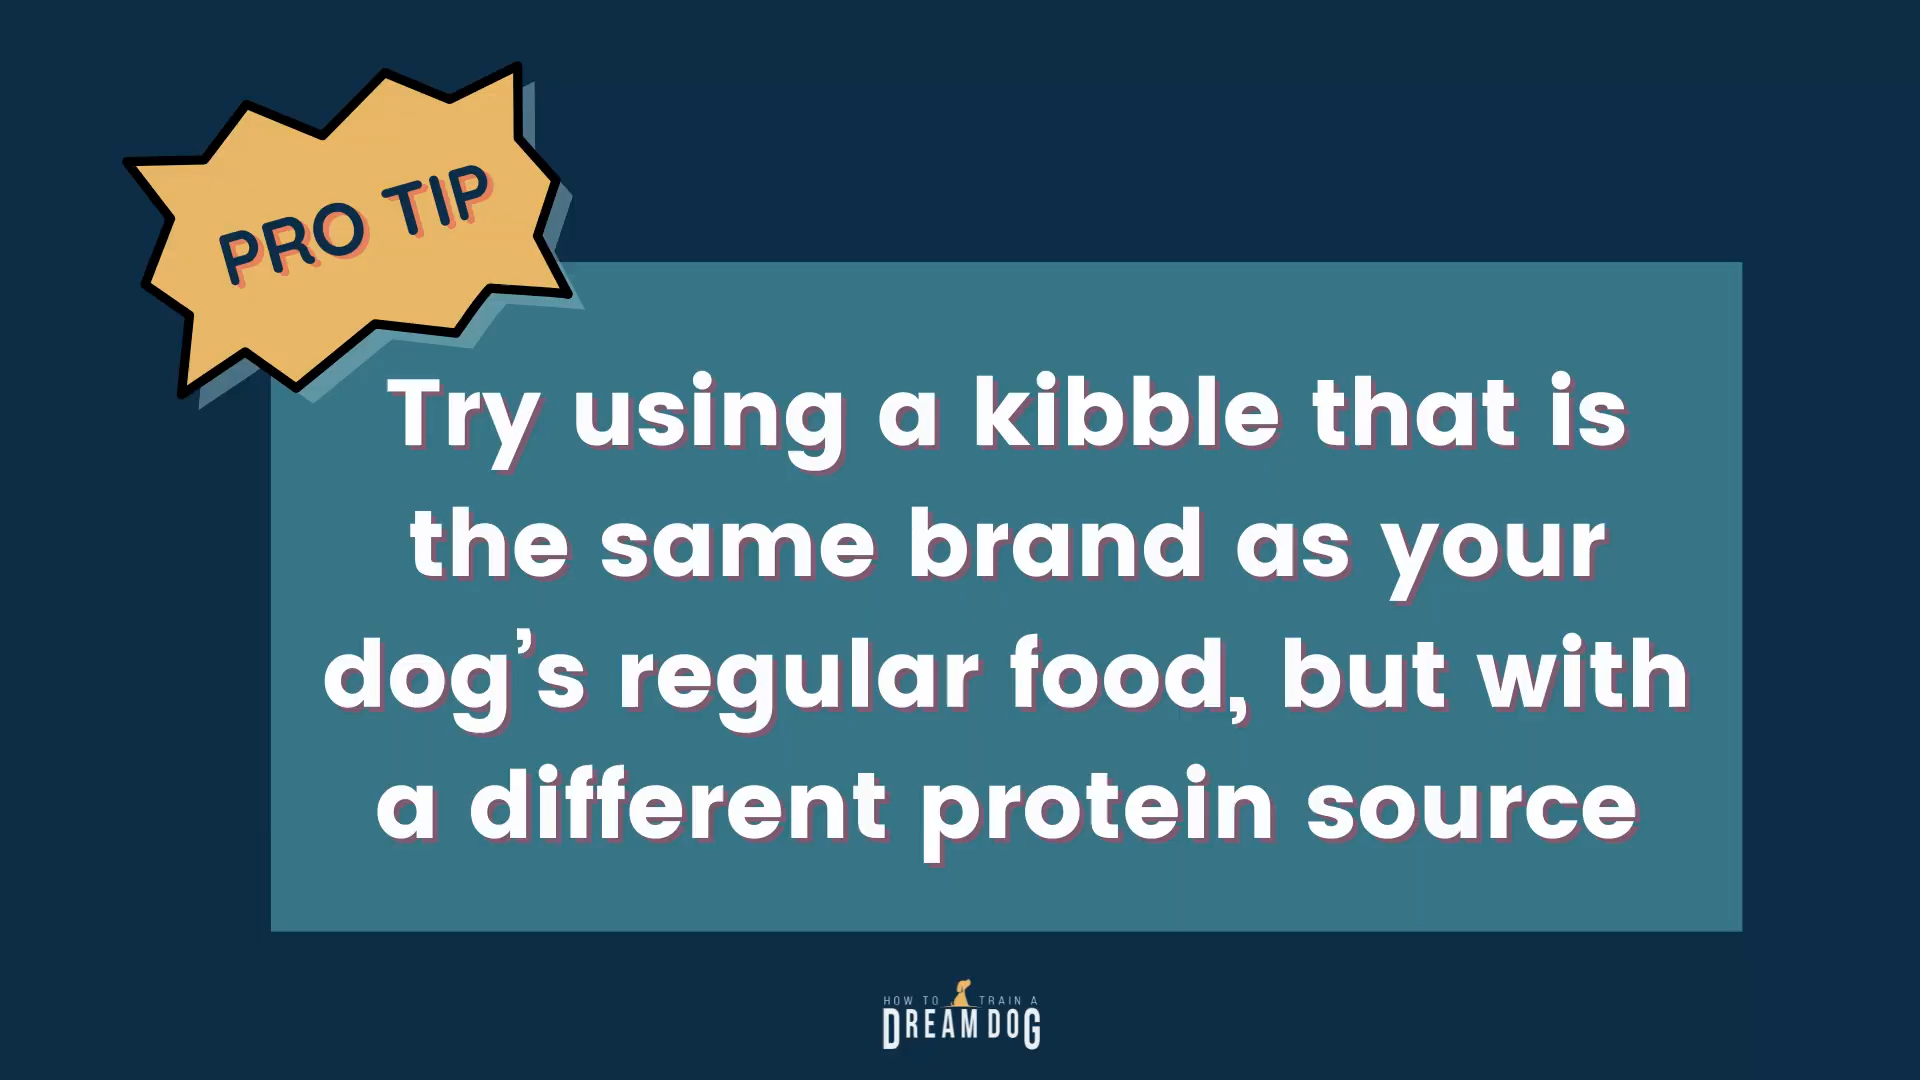 PRO TIP
Try using a kibble that is
the same brand as your
dog’s regular food, but with
a different protein source
HOW TO TRAIN A
DREAM DOG